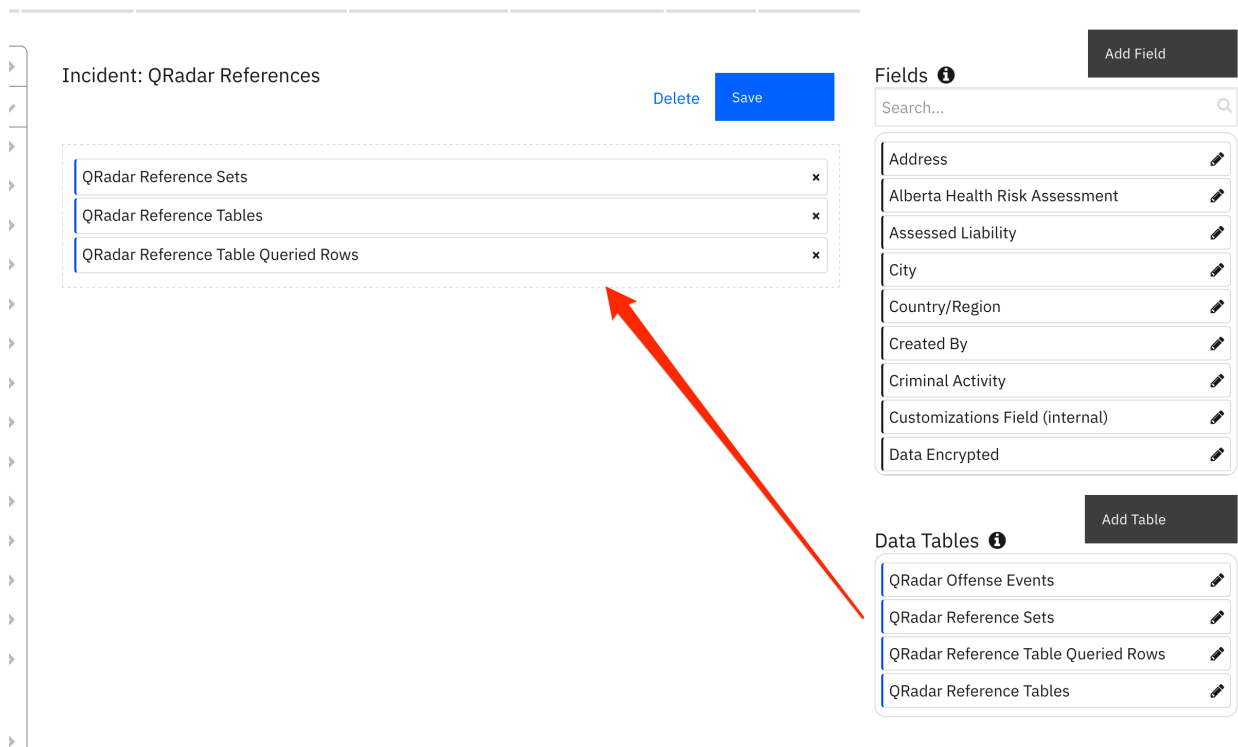 Incident: QRadar References
Delete
Save
QRadar Reference Sets
QRadar Reference Tables
QRadar Reference Table Queried Rows
Add Field
Fields
Search...
Address
Alberta Health Risk Assessment
Assessed Liability
City
Country/Region
Created By
Criminal Activity
Customizations Field (internal)
Data Encrypted
Add Table
Data Tables
QRadar Offense Events
QRadar Reference Sets
QRadar Reference Table Queried Rows
QRadar Reference Tables